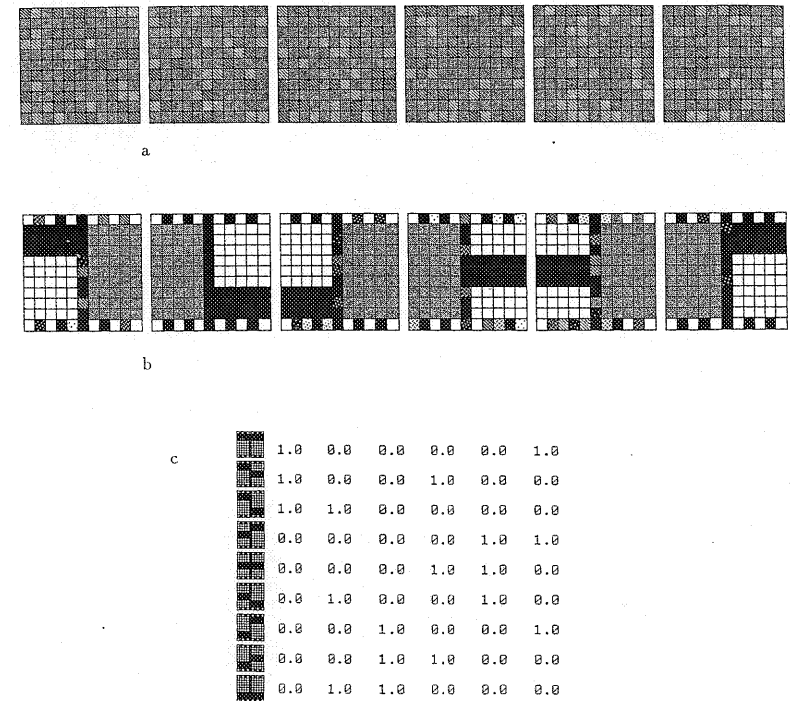 a
b
c
1.0 0.0 0.0 0.0 0.0 1.0
1.0 0.0 0.0 1.0 0.0 0.0
1.0 1.0 0.0 0.0 0.0 0.0
0.0 0.0 0.0 0.0 1.0 1.0
0.0 0.0 0.0 1.0 1.0 0.0
0.0 1.0 0.0 0.0 1.0 0.0
0.0 0.0 1.0 0.0 0.0 1.0
0.0 0.0 1.0 1.0 0.0 0.0
0.0 1.0 1.0 0.0 0.0 0.0